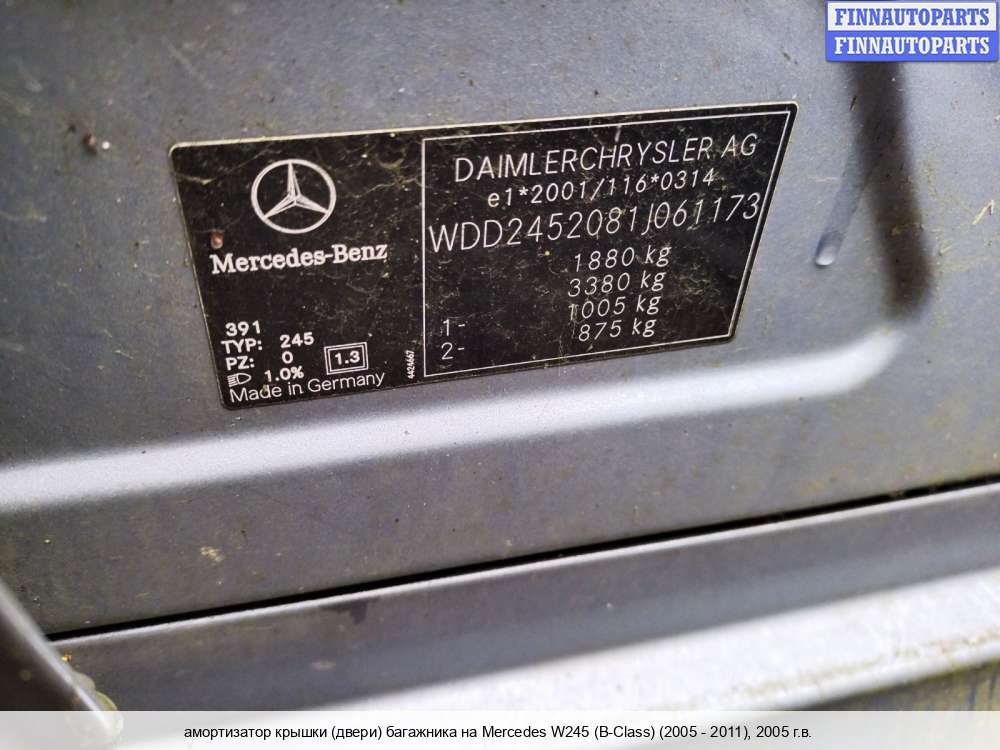 FINNAUTOPARTS
FINNAUTOPARTS
DAIMLERCHRYSLER AG
e1*2001/116*0314
WDD2452081J061173
1880 kg
3380 kg
1- 1005 kg
2- 875 kg
Mercedes-Benz
391
TYP: 245
PZ: 0
1.3
1.0%
Made in Germany
4424667
амортизатор крышки (двери) багажника на Mercedes W245 (B-Class) (2005 - 2011), 2005 г.в.